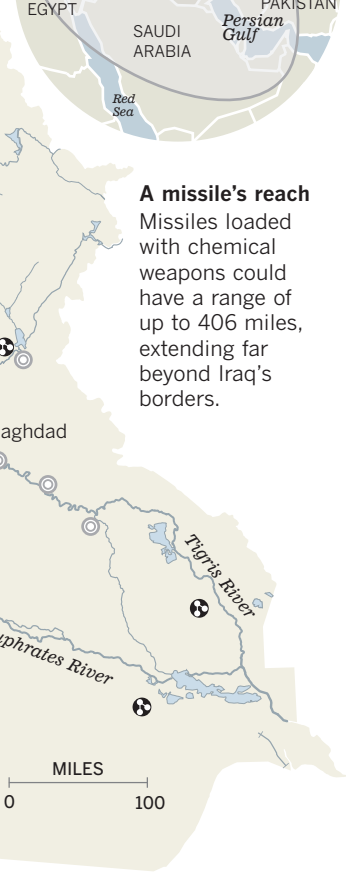 EGYPT
PAKISTAN
SAUDI
ARABIA
Persian
Gulf
Red
Sea
A missile's reach
Missiles loaded
with chemical
weapons could
have a range of
up to 406 miles,
extending far
beyond Iraq's
borders.
aghdad
Tigris River
uphrates River
MILES
0 100